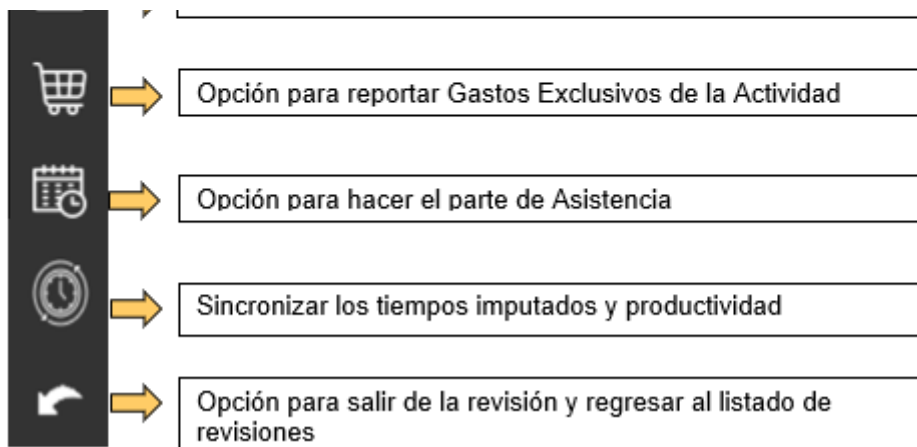 Opción para reportar Gastos Exclusivos de la Actividad
Opción para hacer el parte de Asistencia
Sincronizar los tiempos imputados y productividad
Opción para salir de la revisión y regresar al listado de
revisiones